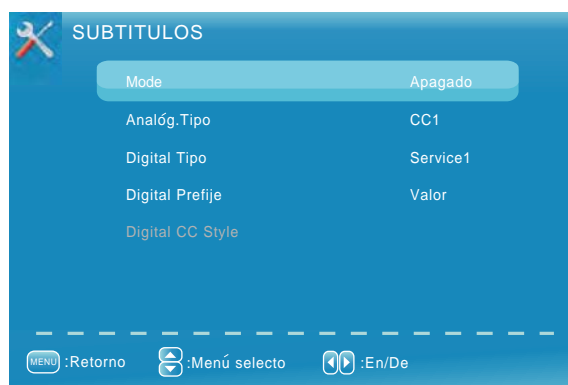 SUBTITULOS
Mode Apagado
Analóg.Tipo CC1
Digital Tipo Service1
Digital Prefije Valor
Digital CC Style
MENU :Retorno :Menú selecto :En/De